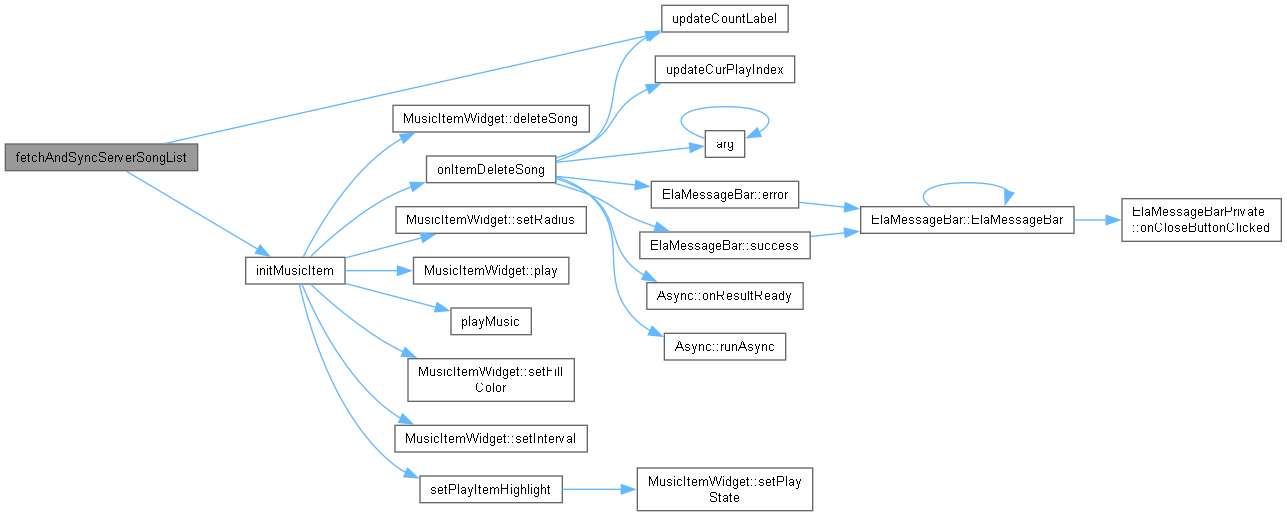 updateCountLabel
updateCurPlayIndex
MusicItemWidget::deleteSong
arg
fetchAndSyncServerSongList
onItemDeleteSong
ElaMessageBar::error
MusicItemWidget::setRadius
ElaMessageBar::ElaMessageBar
ElaMessageBarPrivate
::onCloseButtonClicked
ElaMessageBar::success
initMusicItem
MusicItemWidget::play
Async::onResultReady
playMusic
Async::runAsync
MusicItemWidget::setFill
Color
MusicItemWidget::setInterval
setPlayItemHighlight
MusicItemWidget::setPlay
State